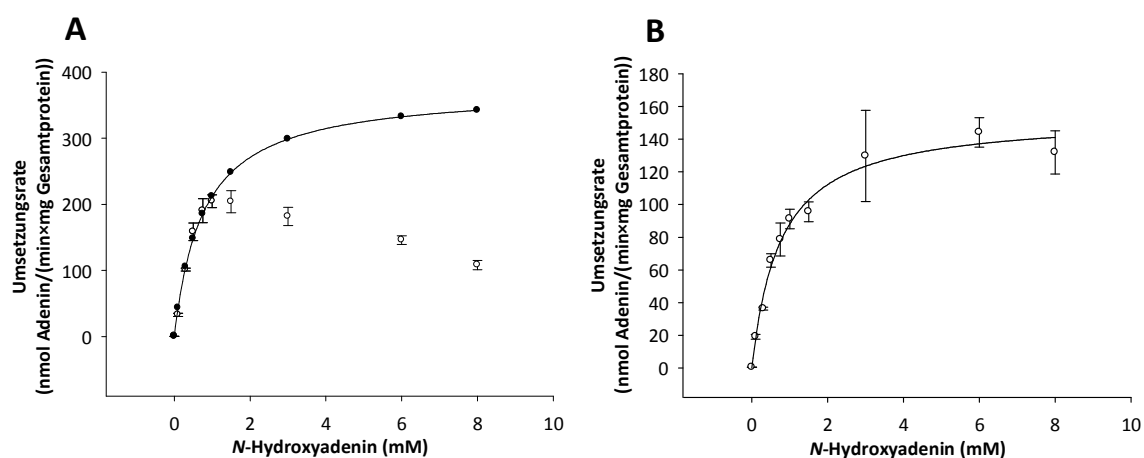 A
Umsetzungsrate
(nmol Adenin/(min×mg Gesamtprotein))
400
300
200
100
0
0 2 4 6 8 10
N-Hydroxyadenin (mM)
B
Umsetzungsrate
(nmol Adenin/(min×mg Gesamtprotein))
180
160
140
120
100
80
60
40
20
0
0 2 4 6 8 10
N-Hydroxyadenin (mM)